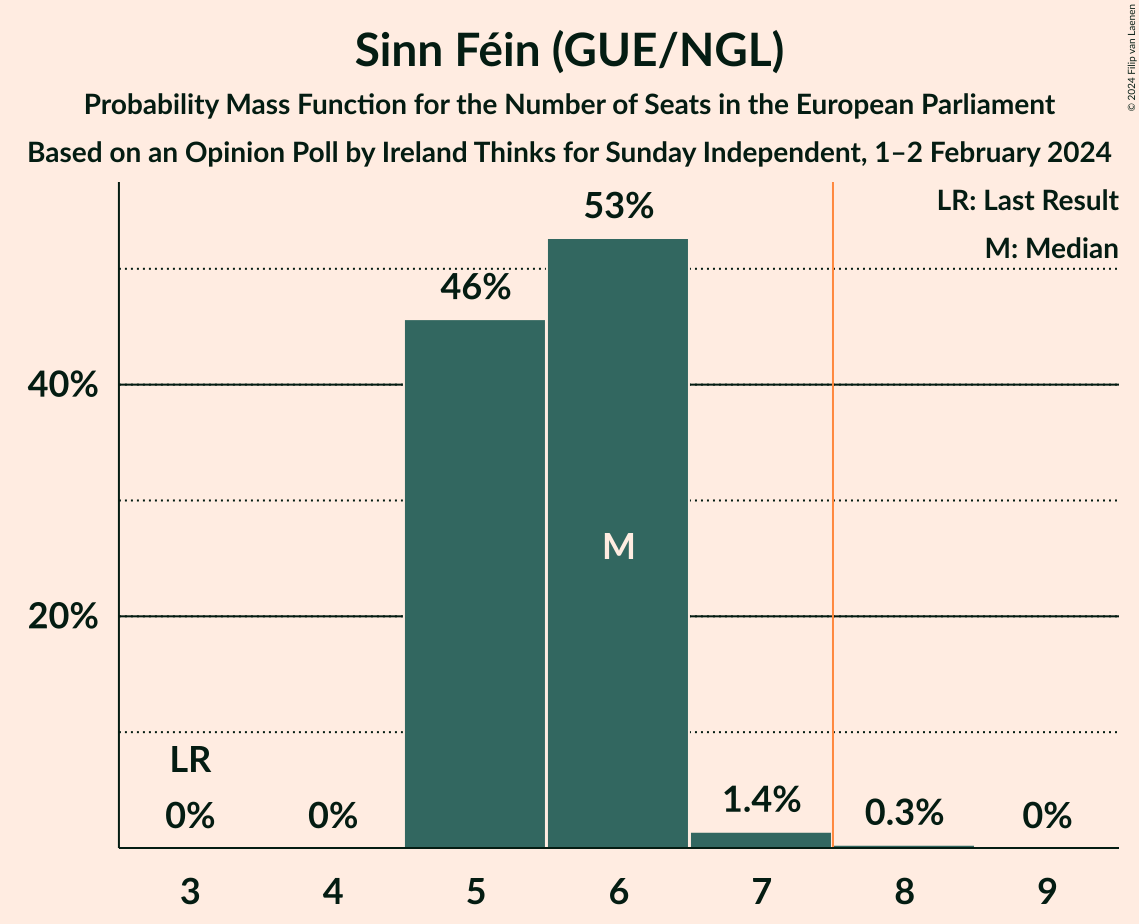 Sinn Féin (GUE/NGL)
Probability Mass Function for the Number of Seats in the European Parliament
Based on an Opinion Poll by Ireland Thinks for Sunday Independent, 1–2 February 2024
© 2024 Filip van Laenen
LR: Last Result
M: Median
53%
46%
40%
M
20%
LR
0% 0% 1.4% 0.3% 0%
3 4 5 6 7 8 9